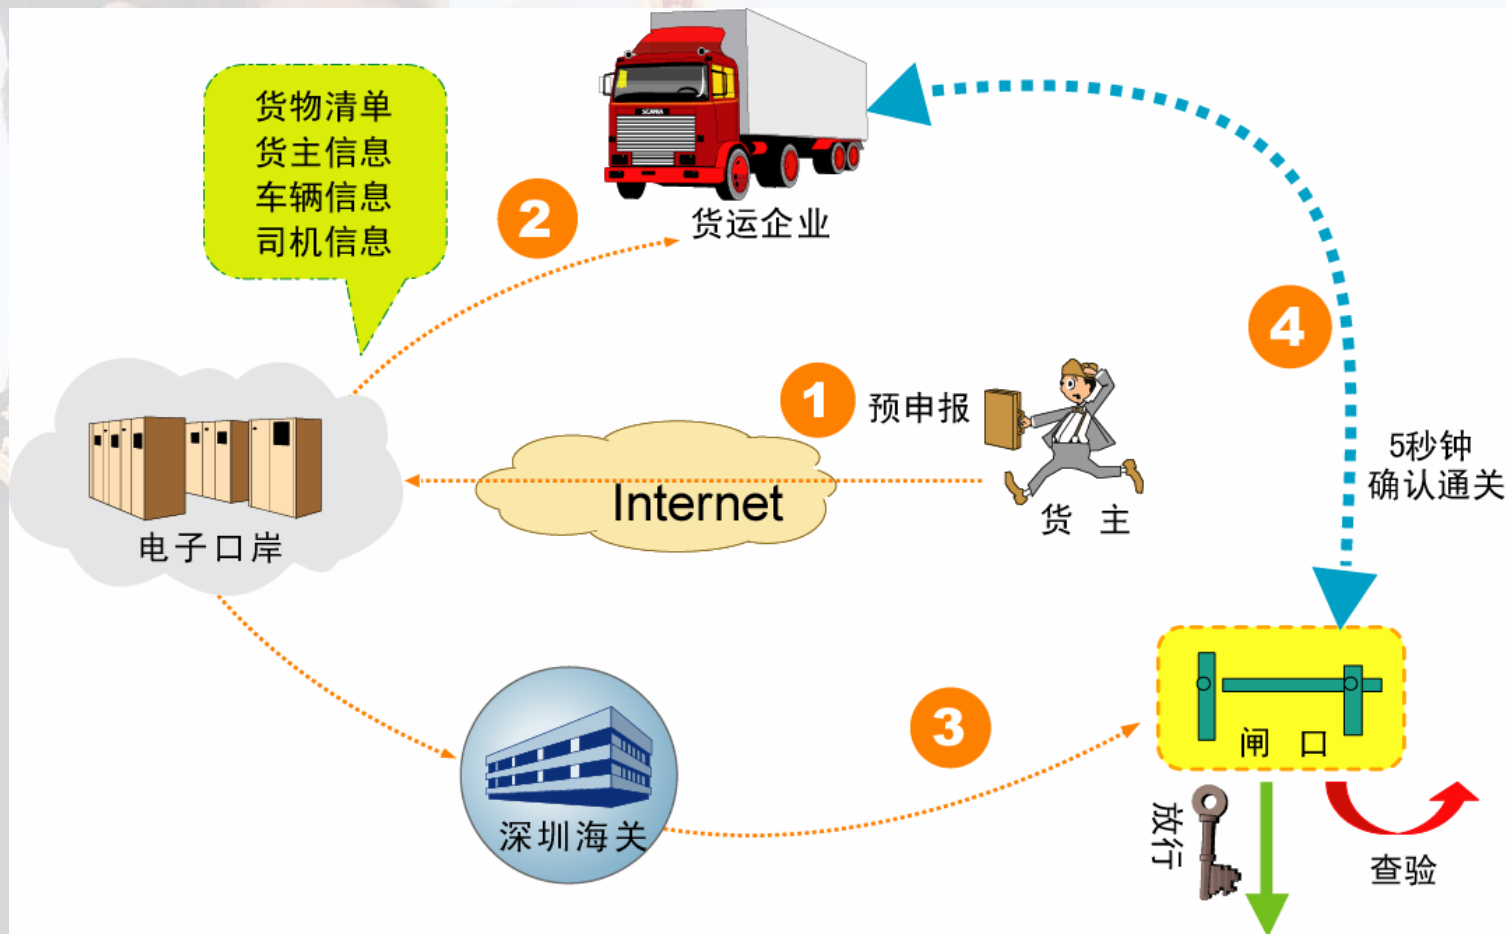 货物清单
货主信息
车辆信息
司机信息
SCANIA
2
货运企业
4
1
预申报
5秒钟
确认通关
Internet
货 主
电子口岸
3
闸 口
深圳海关
放行
查验